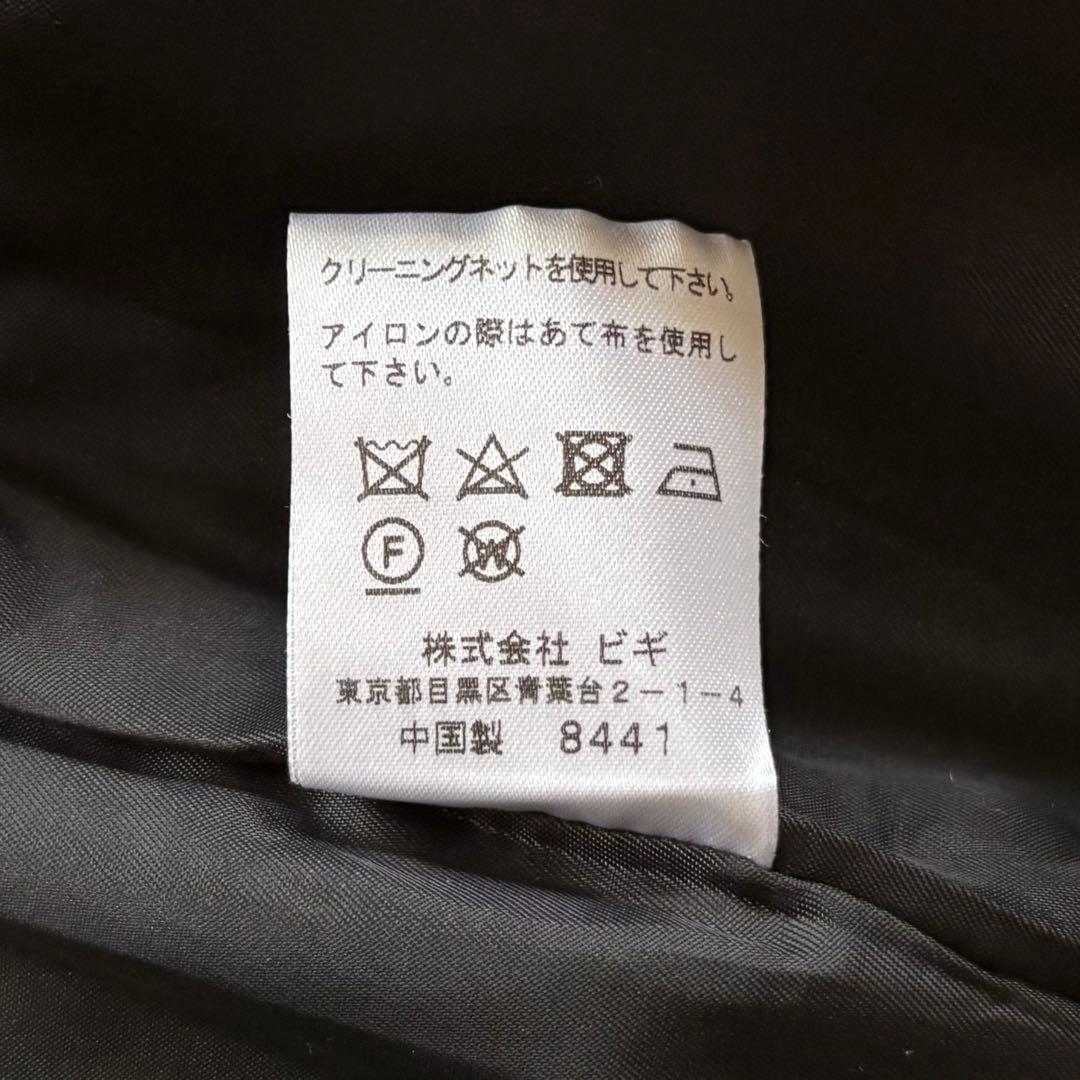 クリーニングネットを使用して下さい。
アイロンの際はあて布を使用し
て下さい。
F W
株式会社 ビギ
東京都目黒区青葉台2-1-4
中国製 8441